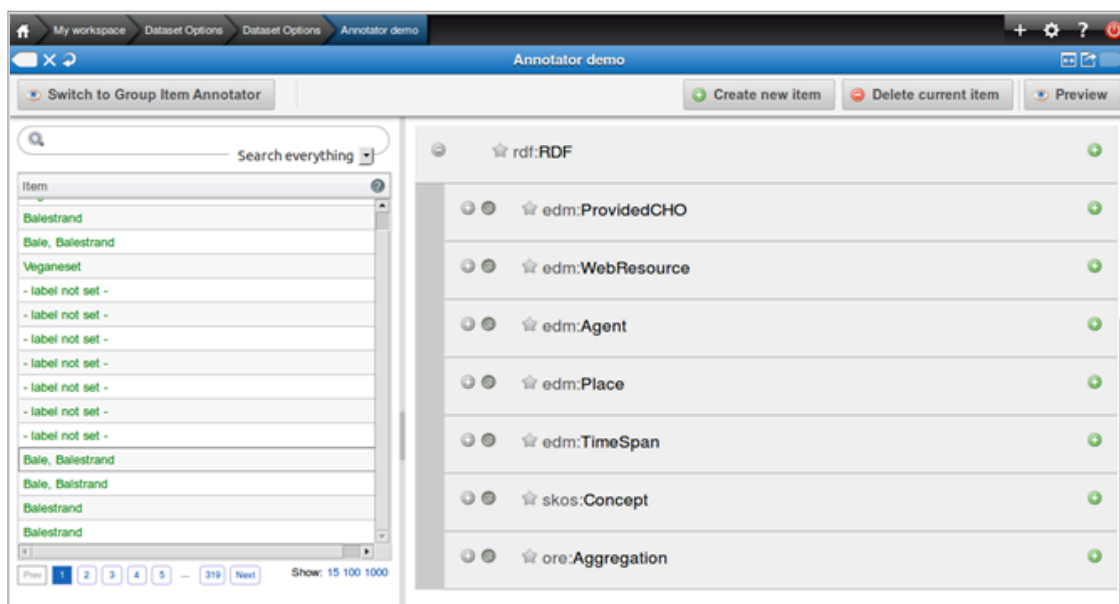 My workspace Dataset Options Dataset Options Annotator demo + ?
Annotator demo
Switch to Group Item Annotator Create new item Delete current item Preview
Search everything
Item ?
Balestrand
Bale, Balestrand
Veganeset
- label not set -
- label not set -
- label not set -
- label not set -
- label not set -
- label not set -
- label not set -
Bale, Balestrand
Bale, Balstrand
Balestrand
Balestrand
Prev 1 2 3 4 5 ... 319 Next Show: 15 100 1000
rdf:RDF
edm:ProvidedCHO
edm:WebResource
edm:Agent
edm:Place
edm:TimeSpan
skos:Concept
ore:Aggregation